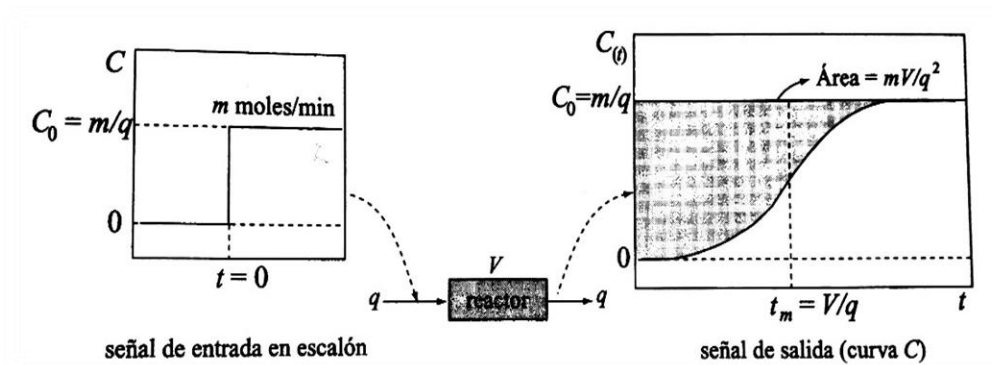 C
C₀ = m/q
m moles/min
0
t = 0
señal de entrada en escalón
q
V
reactor
q
C(t)
C₀=m/q
Área = mV/q²
0
tₘ = V/q
t
señal de salida (curva C)